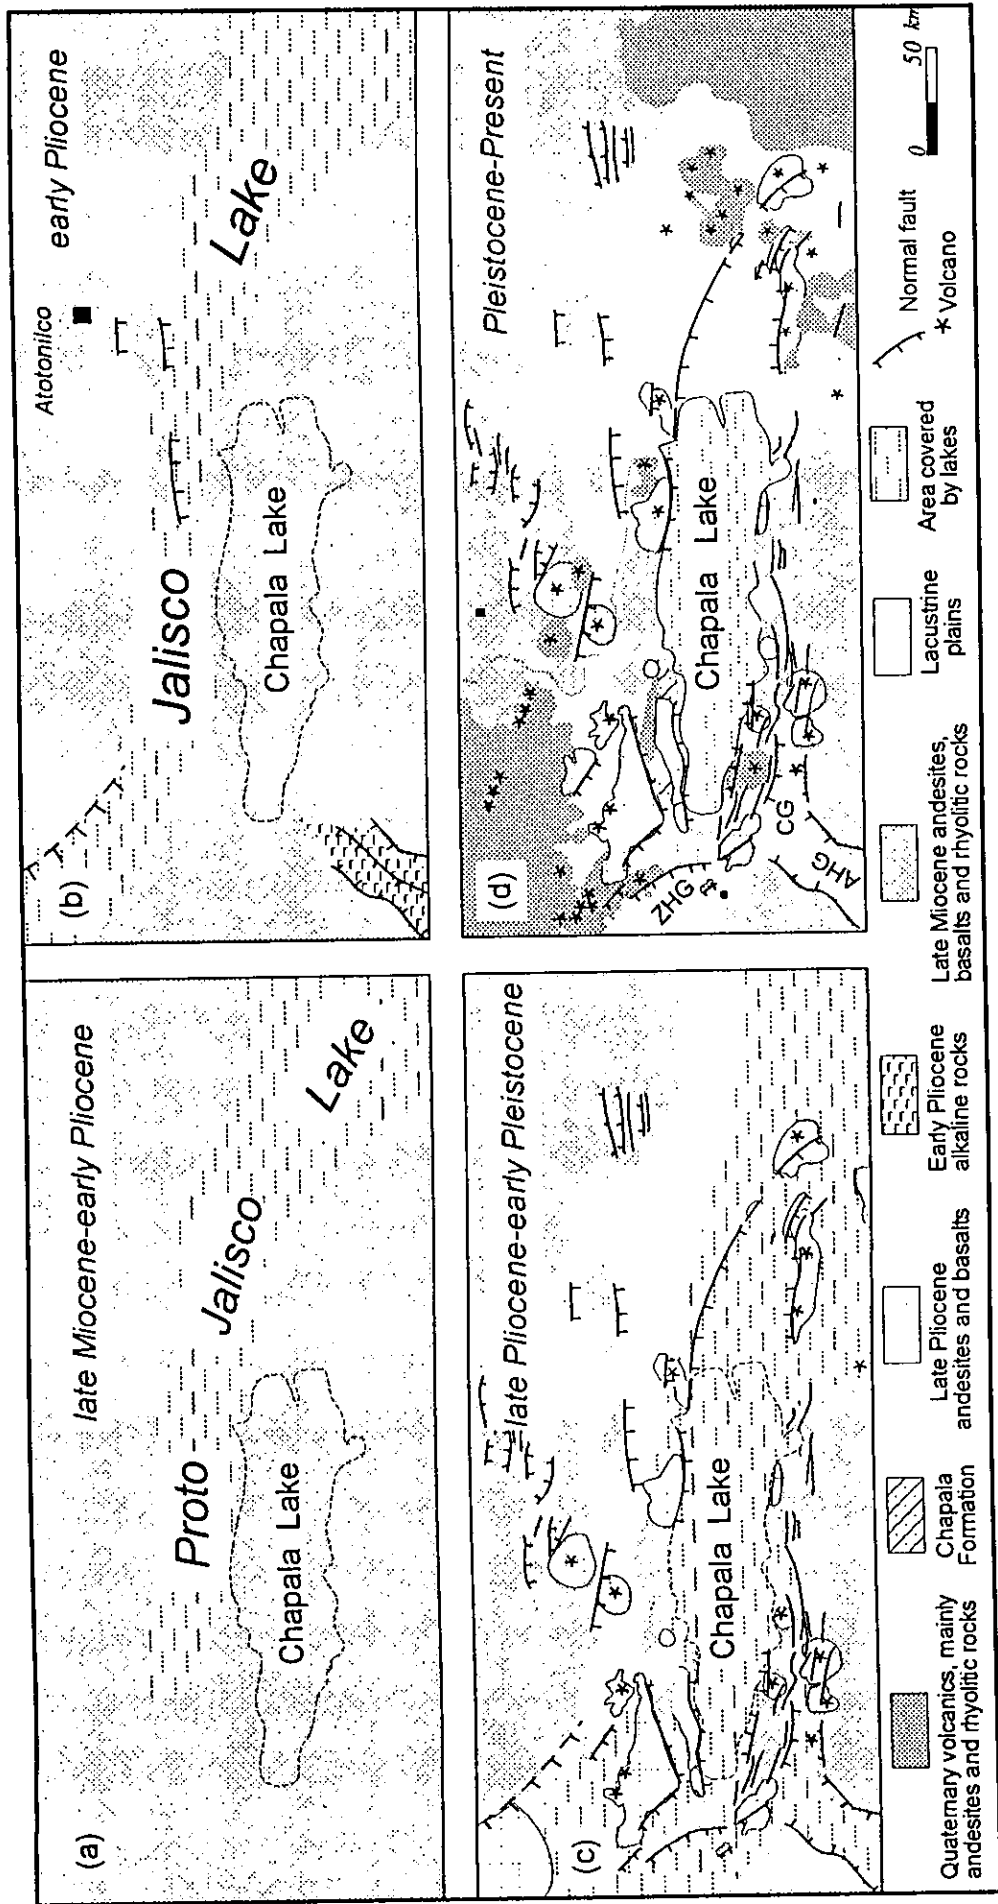 (a)
late Miocene-early Pliocene
Proto -
Jalisco
Lake
Chapala Lake
(b)
early Pliocene
Atotonilco
Jalisco
Lake
Chapala Lake
(c)
late Pliocene-early Pleistocene
Chapala Lake
(d)
Pleistocene-Present
Chapala Lake
ZHG
CG
AHG
Quaternary volcanics, mainly
andesites and rhyolitic rocks
Chapala
Formation
Late Pliocene
andesites and basalts
Early Pliocene
alkaline rocks
Late Miocene andesites,
basalts and rhyolitic rocks
Lacustrine
plains
Area covered
by lakes
Normal fault
* Volcano
0 50 km